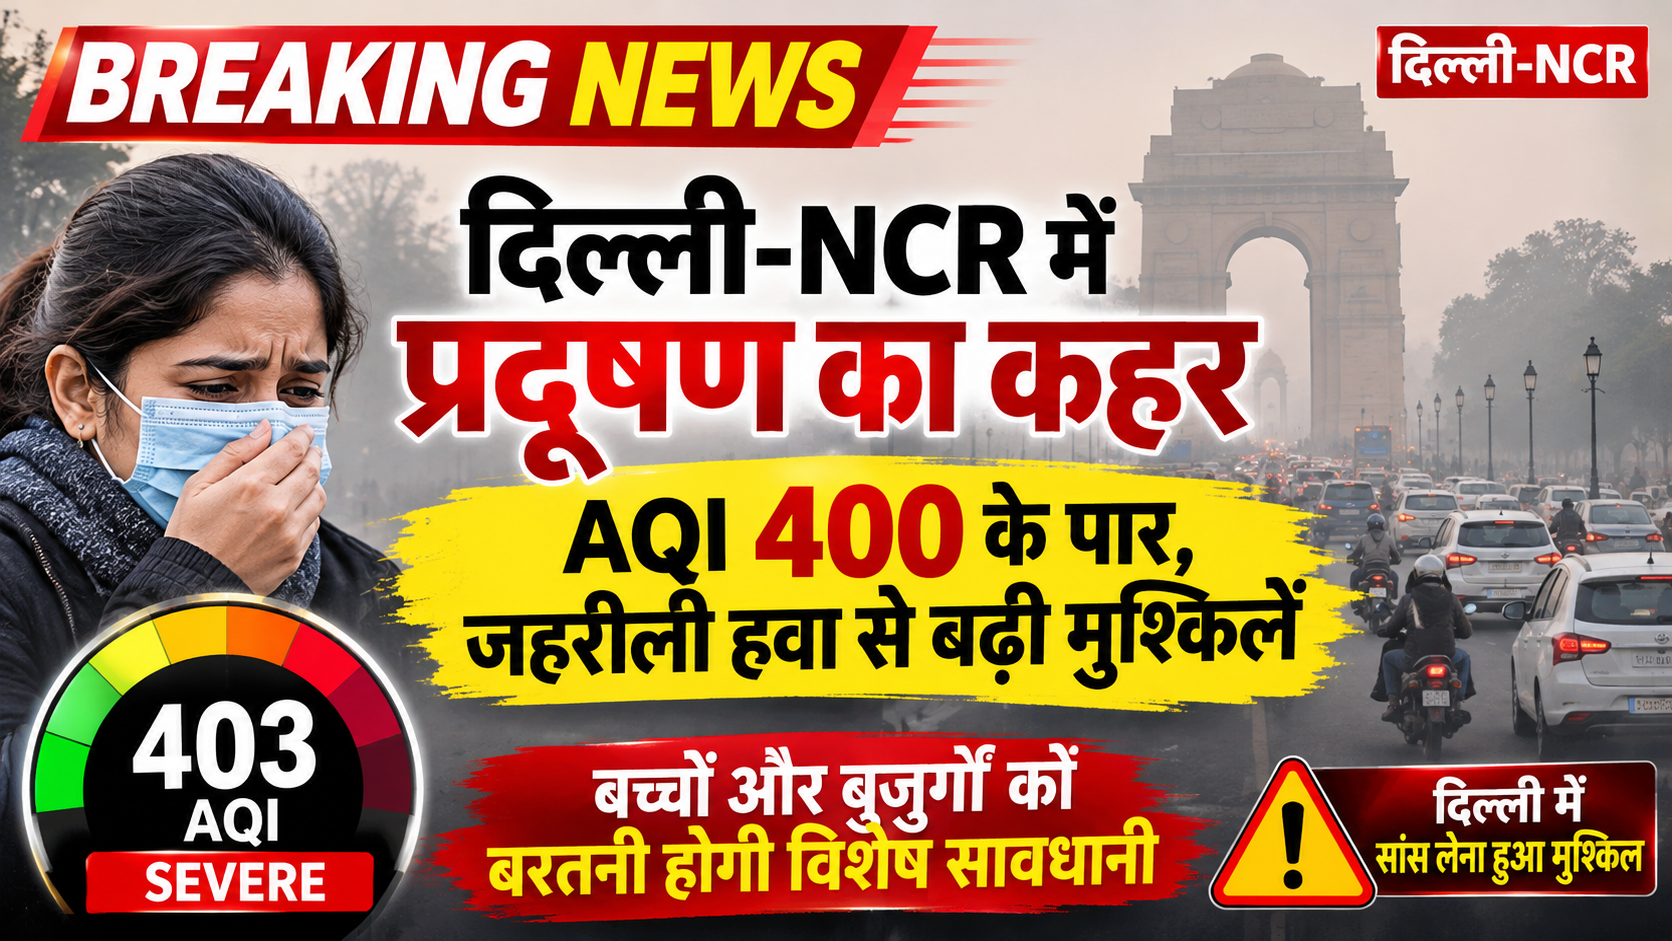 BREAKING NEWS
दिल्ली-NCR
दिल्ली-NCR में
प्रदूषण का कहर
AQI 400 के पार,
जहरीली हवा से बढ़ी मुश्किलें
403
AQI
SEVERE
बच्चों और बुजुर्गों कों
बरतनी होगी विशेष सावधानी
दिल्ली में
सांस लेना हुआ मुश्किल